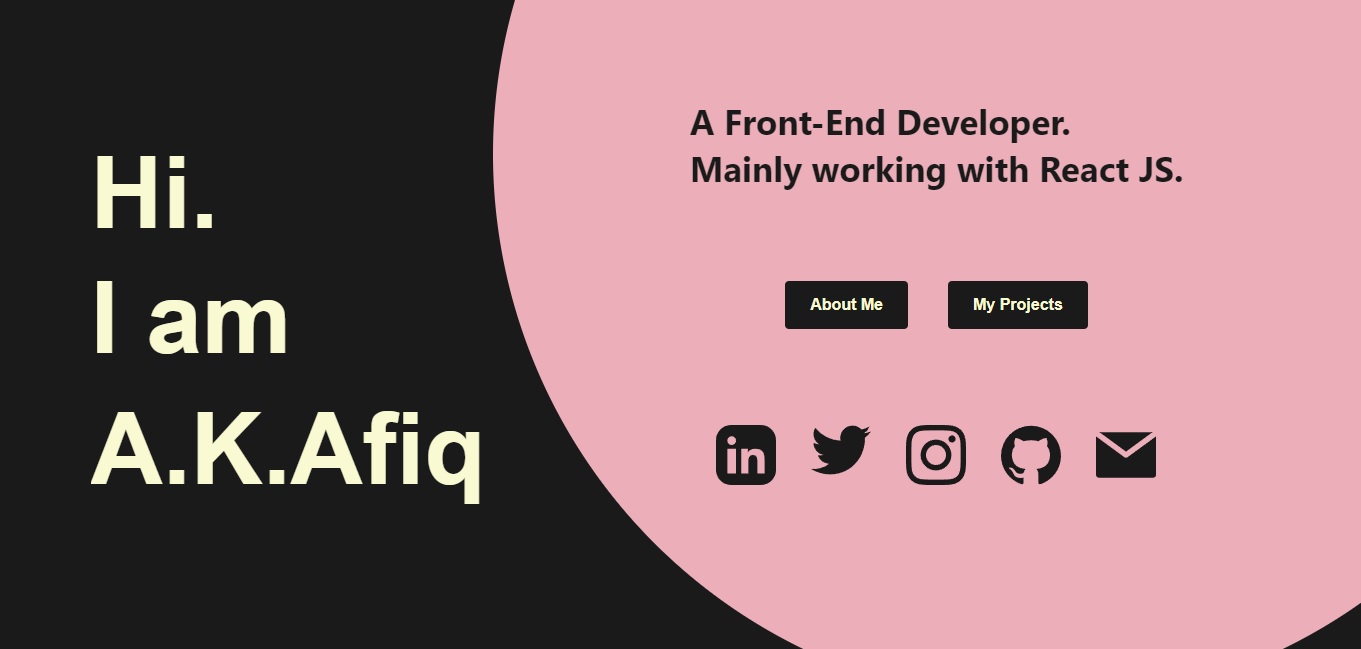 Hi.
I am
A.K.Afiq
A Front-End Developer.
Mainly working with React JS.
About Me
My Projects
in